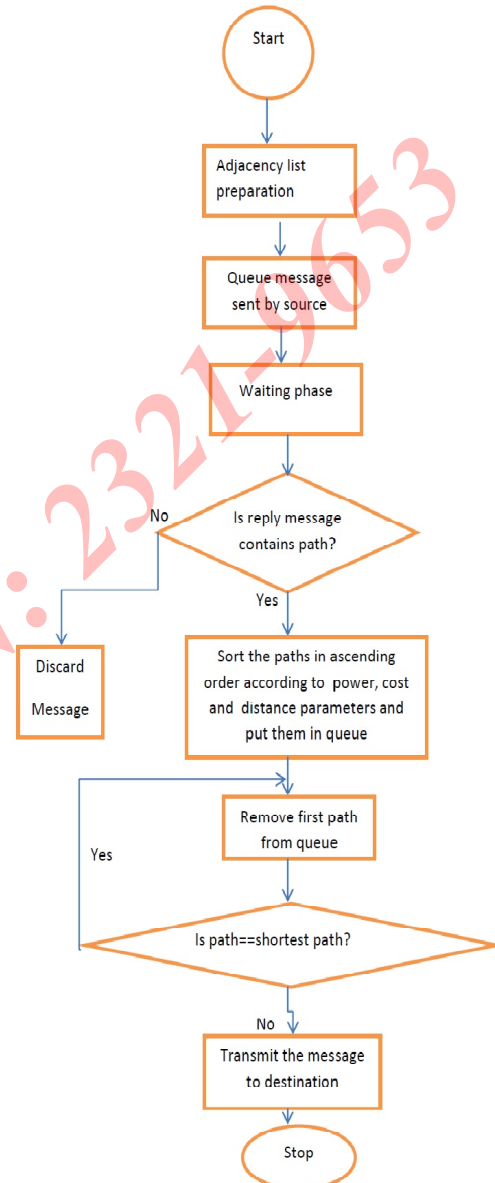 Start
Adjacency list
preparation
Queue message
sent by source
Waiting phase
Is reply message
contains path?
No
Yes
Discard
Message
Sort the paths in ascending
order according to power, cost
and distance parameters and
put them in queue
Remove first path
from queue
Yes
Is path==shortest path?
No
Transmit the message
to destination
Stop
: 2321-9653